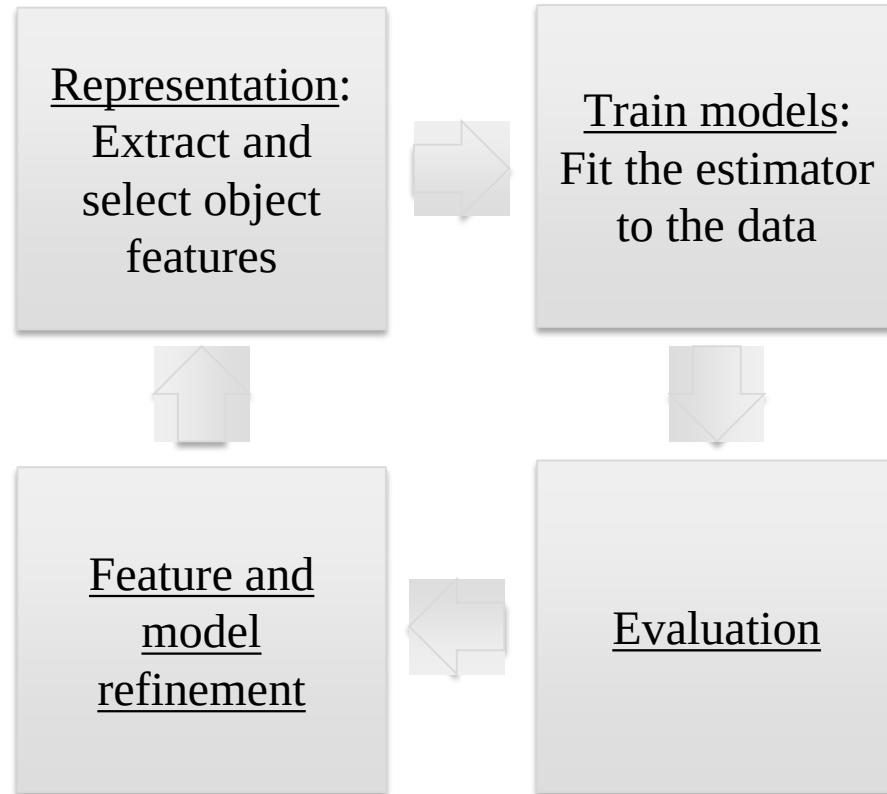 Representation:
Extract and
select object
features
Train models:
Fit the estimator
to the data
Feature and
model
refinement
Evaluation